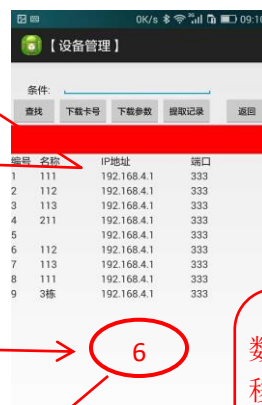 0K/s 09:10
【设备管理】
条件:
查找 下载卡号 下载参数 提取记录 返回
编号 名称 IP地址 端口
1 111 192.168.4.1 333
2 112 192.168.4.1 333
3 113 192.168.4.1 333
4 211 192.168.4.1 333
5 192.168.4.1 333
6 112 192.168.4.1 333
7 113 192.168.4.1 333
8 111 192.168.4.1 333
9 3栋 192.168.4.1 333
6
数